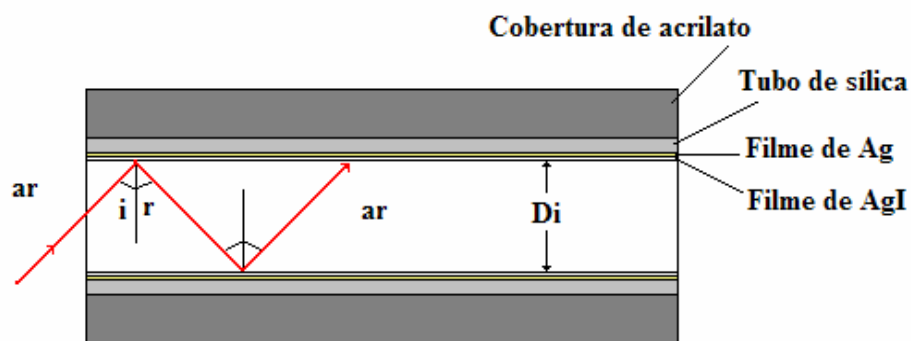 Cobertura de acrilato
Tubo de sílica
Filme de Ag
Filme de AgI
ar
i
r
ar
Di